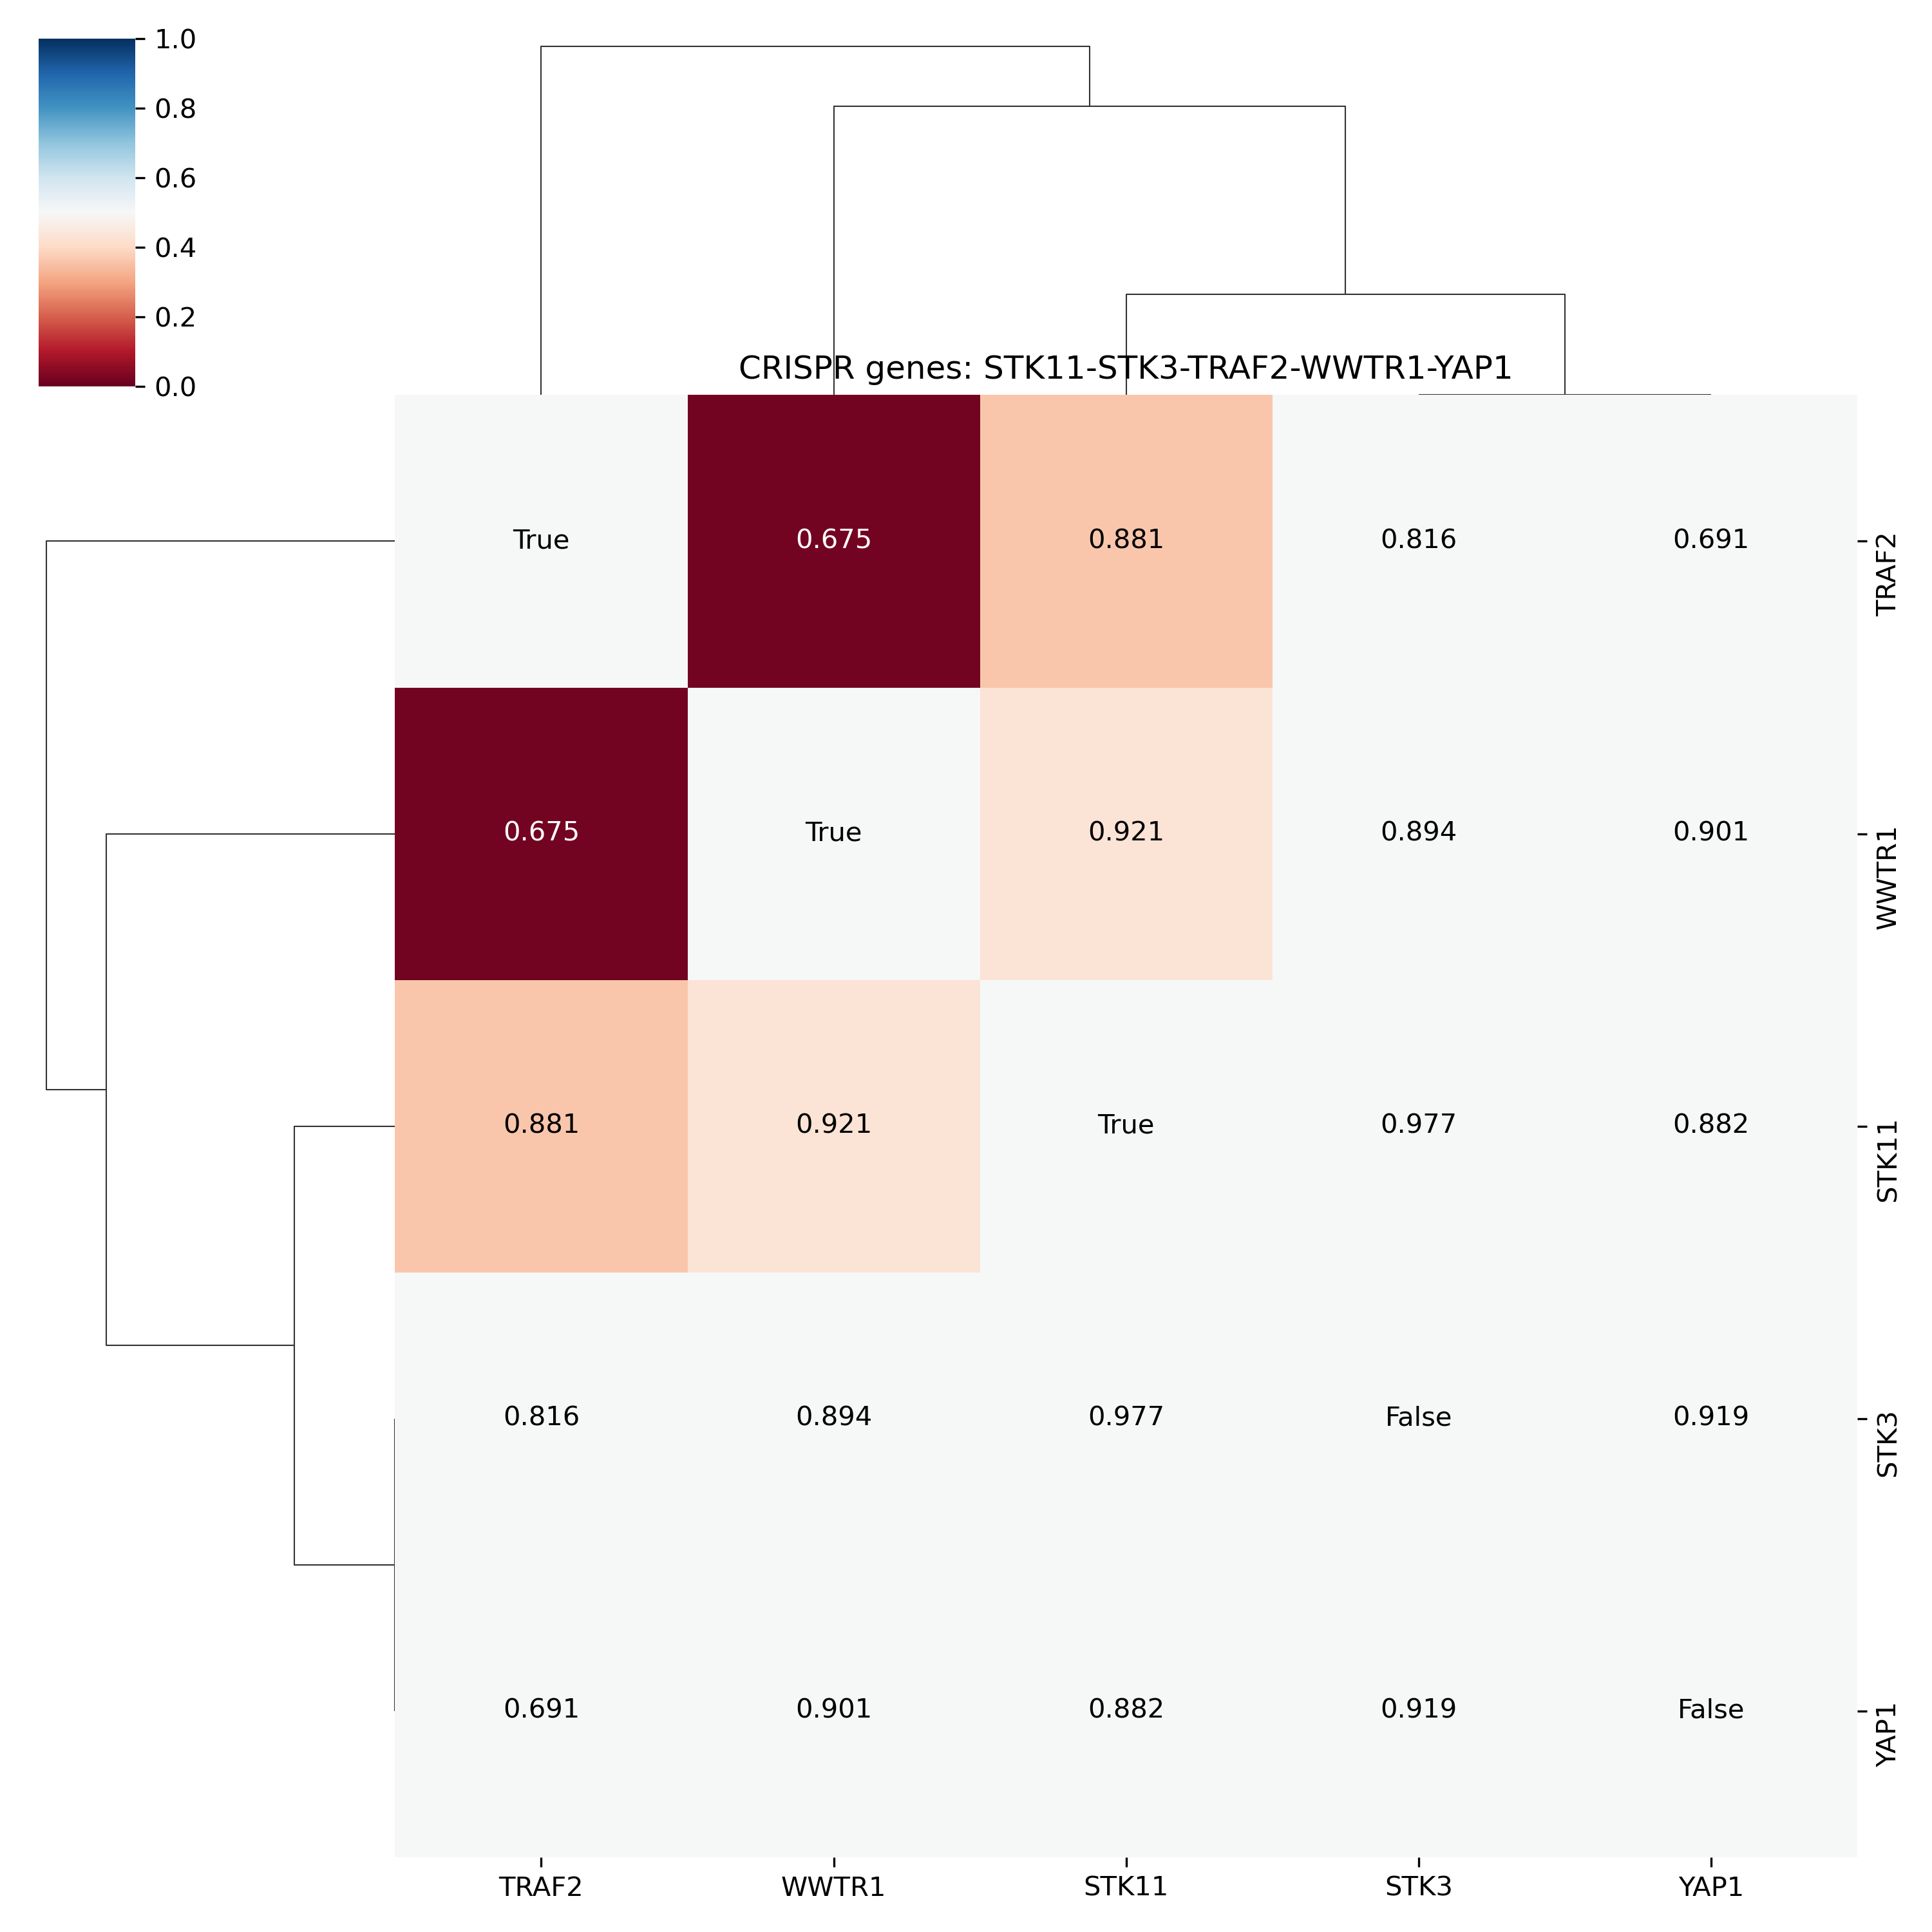 1.0
0.8
0.6
0.4
0.2
0.0
CRISPR genes: STK11-STK3-TRAF2-WWTR1-YAP1
True 0.675 0.881 0.816 0.691 TRAF2
0.675 True 0.921 0.894 0.901 WWTR1
0.881 0.921 True 0.977 0.882 STK11
0.816 0.894 0.977 False 0.919 STK3
0.691 0.901 0.882 0.919 False YAP1
TRAF2 WWTR1 STK11 STK3 YAP1